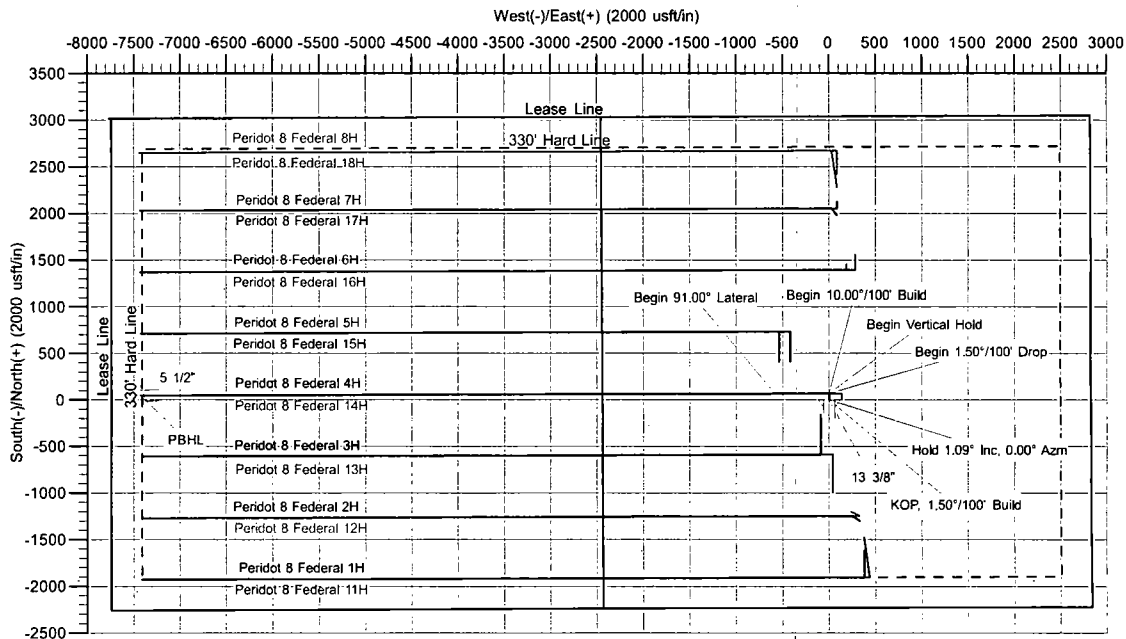 West(-)/East(+) (2000 usft/in)
-8000 -7500 -7000 -6500 -6000 -5500 -5000 -4500 -4000 -3500 -3000 -2500 -2000 -1500 -1000 -500 0 500 1000 1500 2000 2500 3000
3500
3000
2500
2000
1500
1000
500
0
-500
-1000
-1500
-2000
-2500
South(-)/North(+) (2000 usft/in)
Lease Line
Peridot 8 Federal 8H
330' Hard Line
Peridot 8 Federal 18H
Peridot 8 Federal 7H
Peridot 8 Federal 17H
Peridot 8 Federal 6H
Peridot 8 Federal 16H
Begin 91.00° Lateral
Begin 10.00°/100' Build
Peridot 8 Federal 5H
Begin Vertical Hold
Peridot 8 Federal 15H
Begin 1.50°/100' Drop
Lease Line
330' Hard Line
5 1/2"
Peridot 8 Federal 4H
Peridot 8 Federal 14H
PBHL
Peridot 8 Federal 3H
Hold 1.09° Inc, 0.00° Azm
Peridot 8 Federal 13H
13 3/8"
KOP, 1.50°/100' Build
Peridot 8 Federal 2H
Peridot 8 Federal 12H
Peridot 8 Federal 1H
Peridot 8 Federal 11H